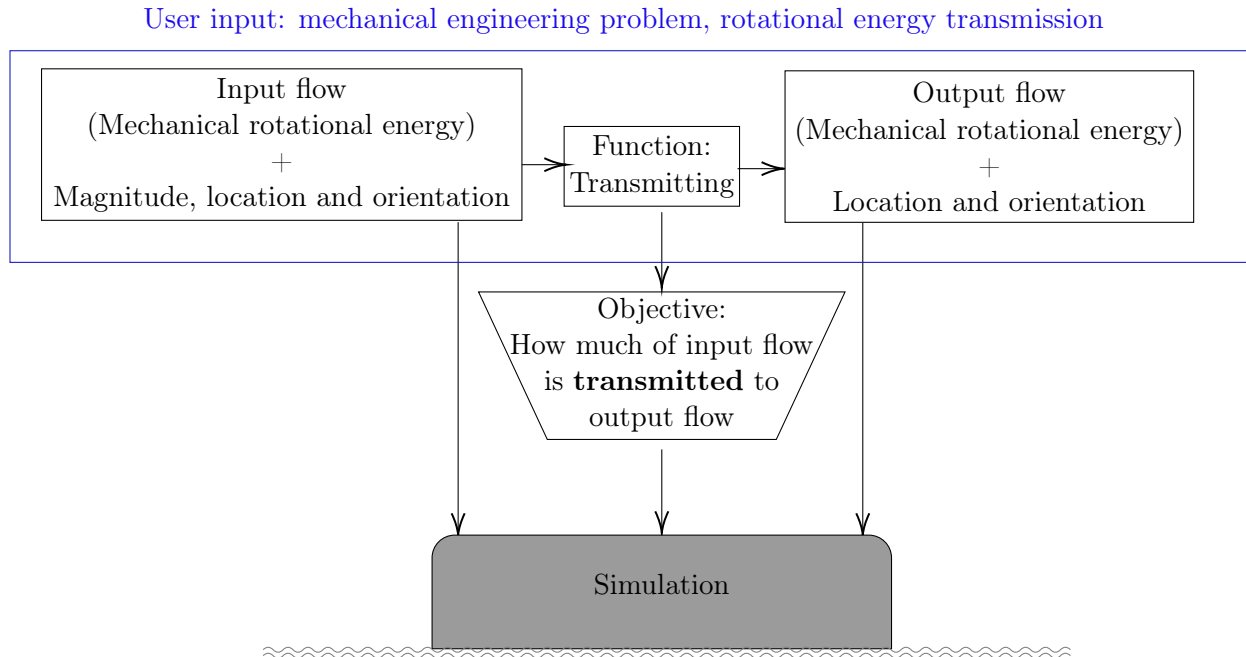 User input: mechanical engineering problem, rotational energy transmission
Input flow
(Mechanical rotational energy)
+
Magnitude, location and orientation
Function:
Transmitting
Output flow
(Mechanical rotational energy)
+
Location and orientation
Objective:
How much of input flow
is transmitted to
output flow
Simulation